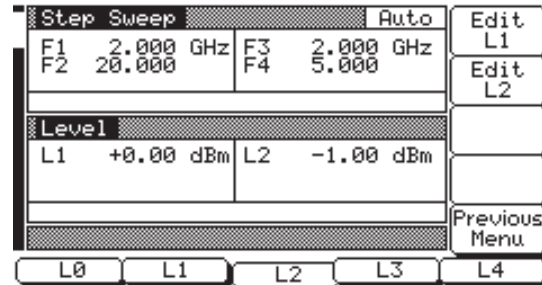 Step Sweep Auto
F1 2.000 GHz F3 2.000 GHz
F2 20.000 F4 5.000
Level
L1 +0.00 dBm L2 -1.00 dBm
Edit
L1
Edit
L2
Previous
Menu
L0 L1 L2 L3 L4